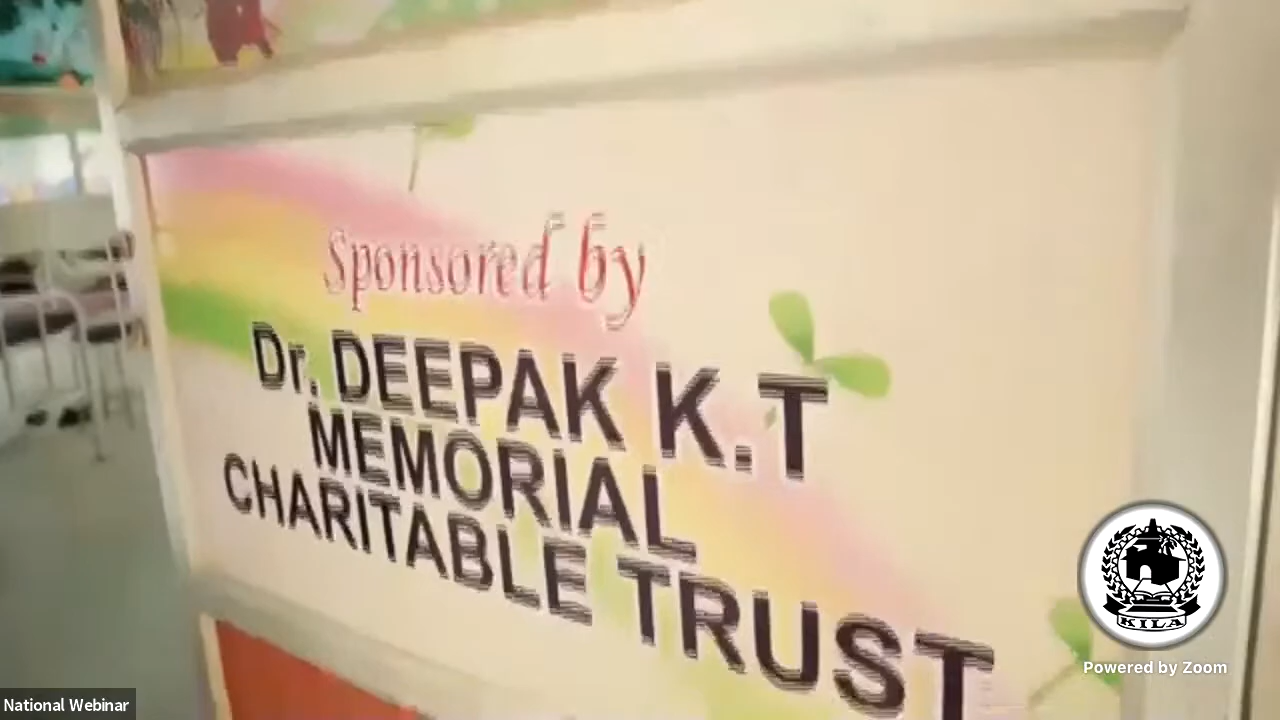 Sponsored by
Dr. DEEPAK K.T
MEMORIAL
CHARITABLE TRUST
KILA
Powered by Zoom
National Webinar